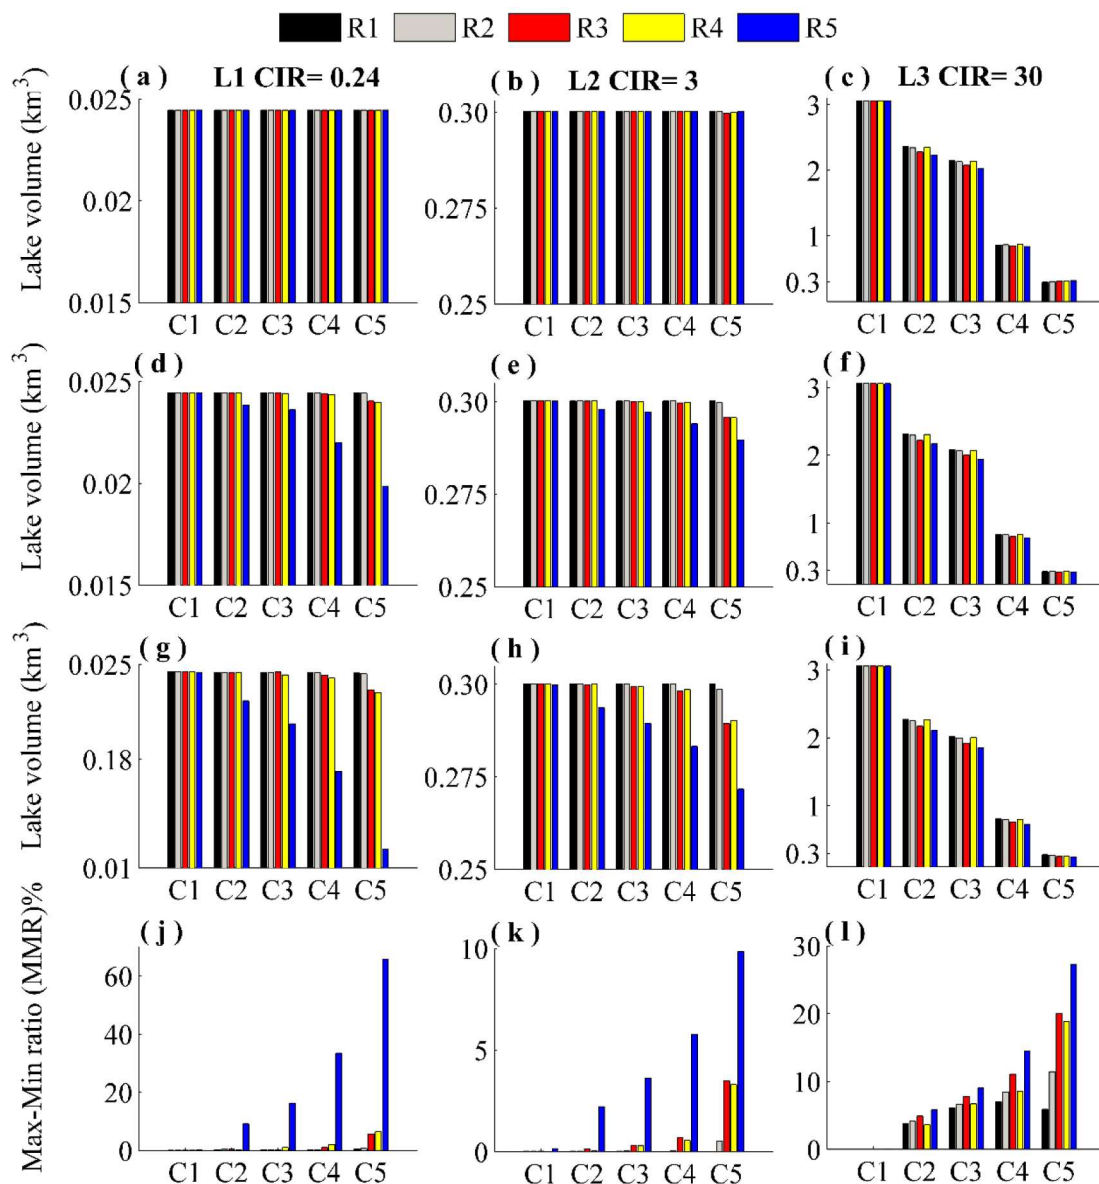 R1 R2 R3 R4 R5
( a ) L1 CIR= 0.24 ( b ) L2 CIR= 3 ( c ) L3 CIR= 30
Lake volume (km³)
0.025
0.02
0.015
C1 C2 C3 C4 C5
0.30
0.275
0.25
C1 C2 C3 C4 C5
3
2
1
0.3
C1 C2 C3 C4 C5
( d ) ( e ) ( f )
Lake volume (km³)
0.025
0.02
0.015
C1 C2 C3 C4 C5
0.30
0.275
0.25
C1 C2 C3 C4 C5
3
2
1
0.3
C1 C2 C3 C4 C5
( g ) ( h ) ( i )
Lake volume (km³)
0.025
0.18
0.01
C1 C2 C3 C4 C5
0.30
0.275
0.25
C1 C2 C3 C4 C5
3
2
1
0.3
C1 C2 C3 C4 C5
( j ) ( k ) ( l )
Max-Min ratio (MMR)%
60
40
20
0
C1 C2 C3 C4 C5
10
5
0
C1 C2 C3 C4 C5
30
20
10
0
C1 C2 C3 C4 C5